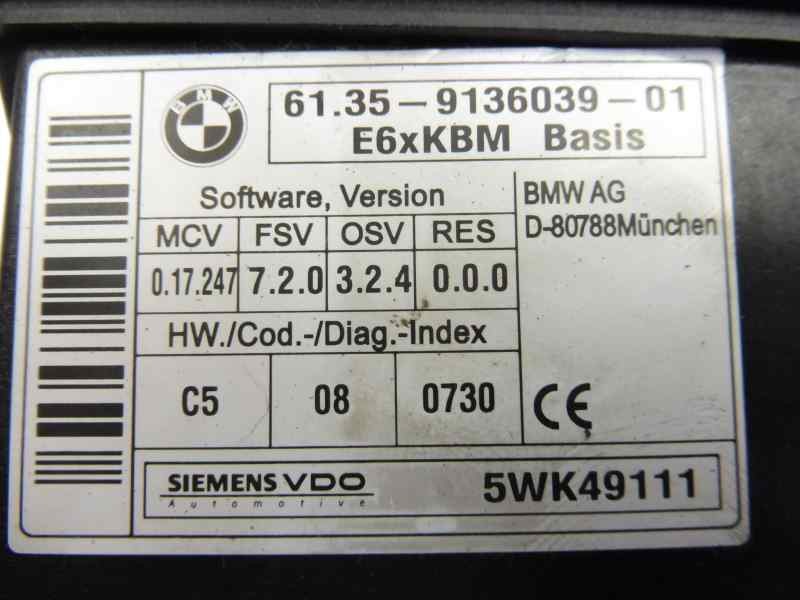 BMW
61.35-9136039-01
E6xKBM Basis
Software, Version
MCV FSV OSV RES
0.17.247 7.2.0 3.2.4 0.0.0
BMW AG
D-80788München
HW./Cod.-/Diag.-Index
C5 08 0730
CE
SIEMENS VDO
Automotive
5WK49111